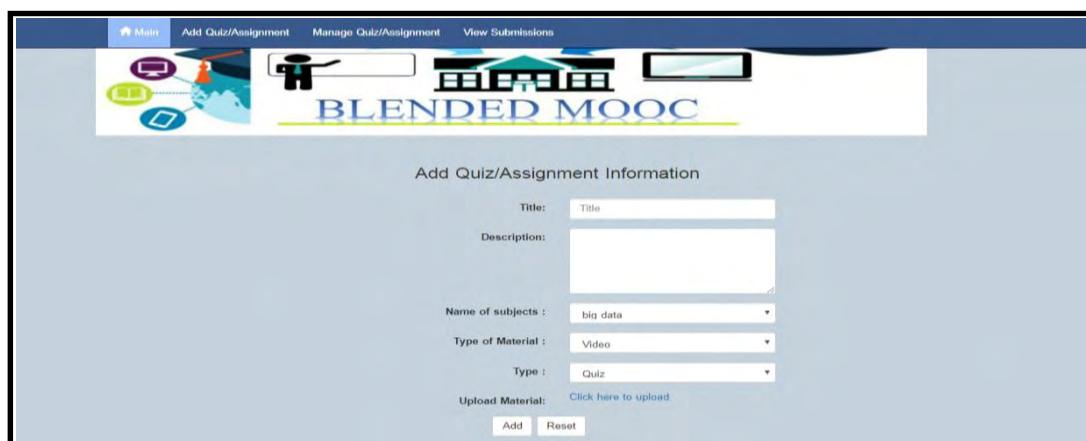 Main Add Quiz/Assignment Manage Quiz/Assignment View Submissions
BLENDED MOOC
Add Quiz/Assignment Information
Title: Title
Description:
Name of subjects : big data
Type of Material : Video
Type : Quiz
Upload Material: Click here to upload
Add Reset